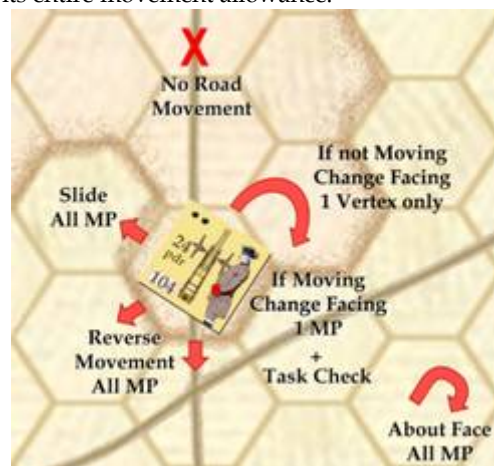 its entire movement allowance.
X
No Road
Movement
If not Moving
Change Facing
1 Vertex only
Slide
All MP
24
pdr
104
If Moving
Change Facing
1 MP
+
Task Check
Reverse
Movement
All MP
About Face
All MP